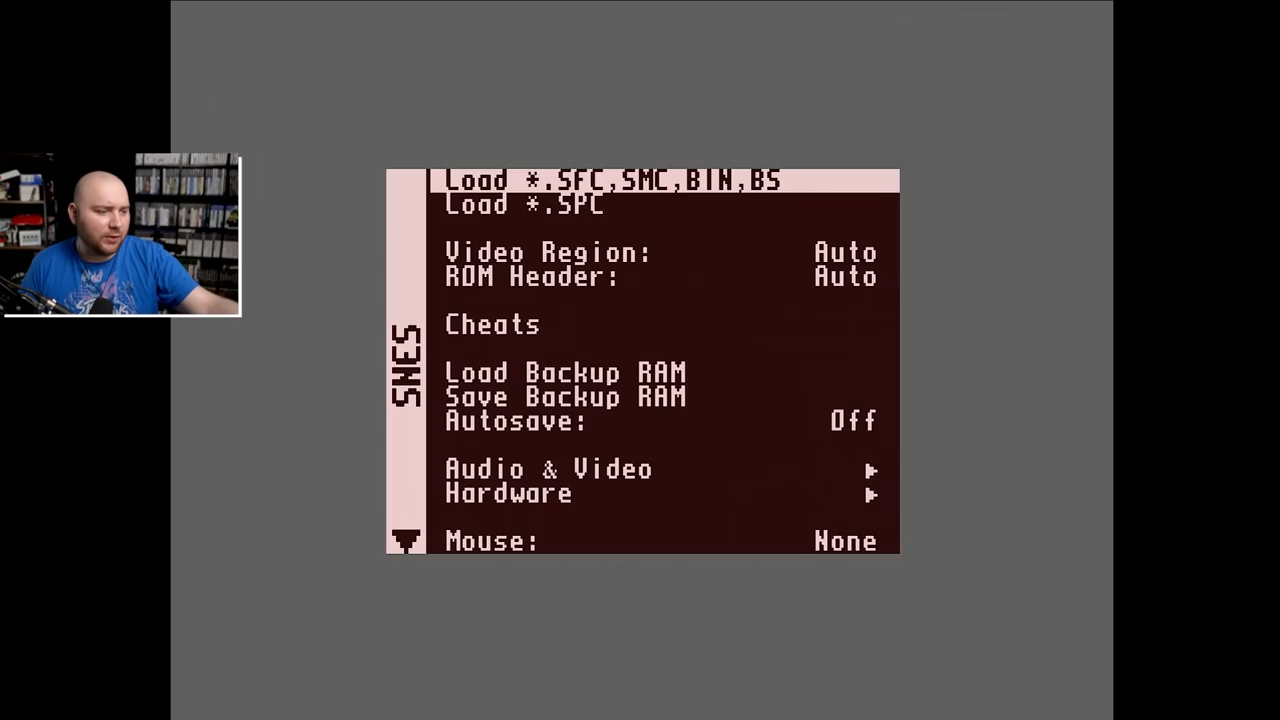 Load *.SFC,SMC,BIN,BS
Load *.SPC
Video Region: Auto
ROM Header: Auto
Cheats
Load Backup RAM
Save Backup RAM
Autosave: Off
Audio & Video
Hardware
Mouse: None
SNES